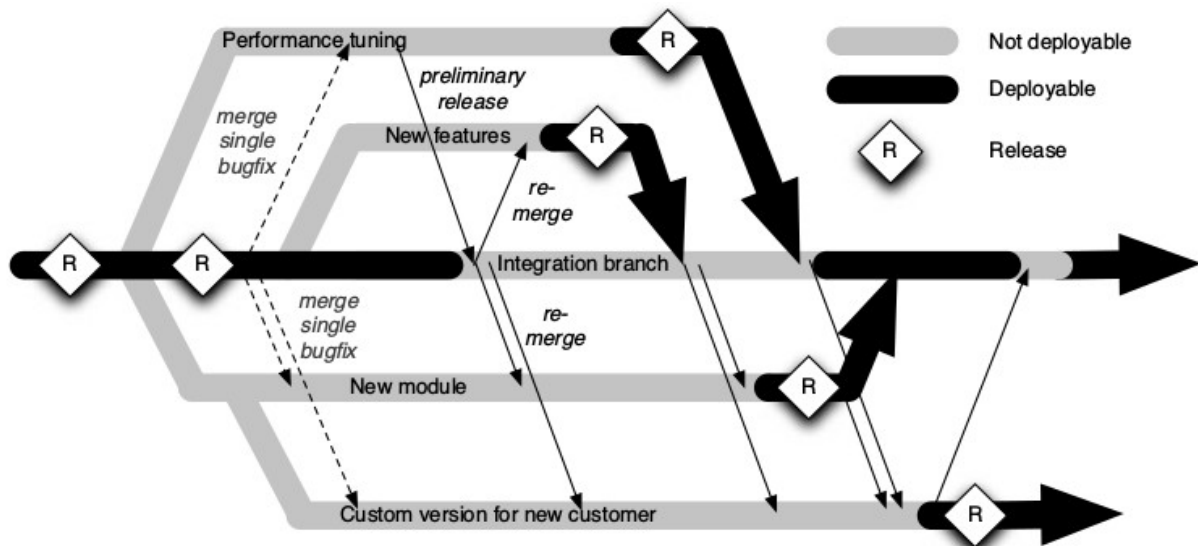 Performance tuning
R
Not deployable
preliminary
release
Deployable
merge
single
bugfix
New features
R
R
Release
re-
merge
R
R
Integration branch
merge
single
bugfix
re-
merge
New module
R
Custom version for new customer
R